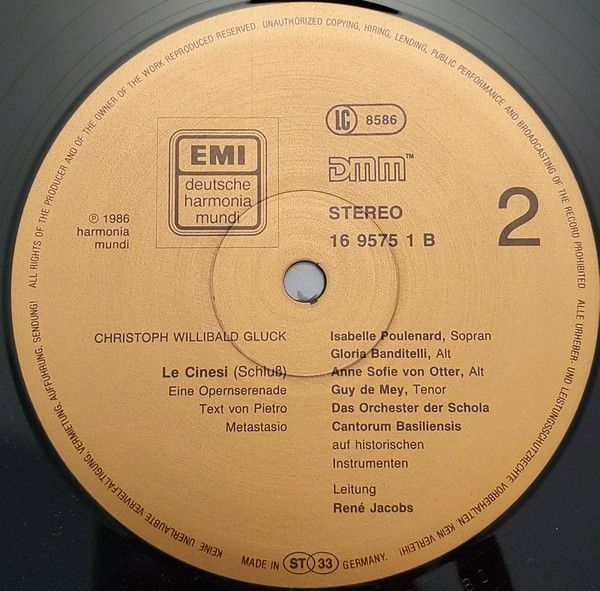 ALL RIGHTS OF THE PRODUCER AND OF THE OWNER OF THE WORK REPRODUCED RESERVED. UNAUTHORIZED COPYING, HIRING, LENDING, PUBLIC PERFORMANCE AND BROADCASTING OF THE RECORD PROHIBITED.
ALLE URHEBER- UND LEISTUNGSSCHUTZRECHTE VORBEHALTEN. KEIN VERLEIH! KEINE UNERLAUBTE VERVIELFÄLTIGUNG, VERMIETUNG, AUFFÜHRUNG, SENDUNG!
LC 8586
EMI
deutsche
harmonia
mundi
DMM™
℗ 1986
harmonia
mundi
STEREO
16 9575 1 B
2
CHRISTOPH WILLIBALD GLUCK
Le Cinesi (Schluß)
Eine Opernserenade
Text von Pietro
Metastasio
Isabelle Poulenard, Sopran
Gloria Banditelli, Alt
Anne Sofie von Otter, Alt
Guy de Mey, Tenor
Das Orchester der Schola
Cantorum Basiliensis
auf historischen
Instrumenten
Leitung
René Jacobs
MADE IN ST 33 GERMANY.